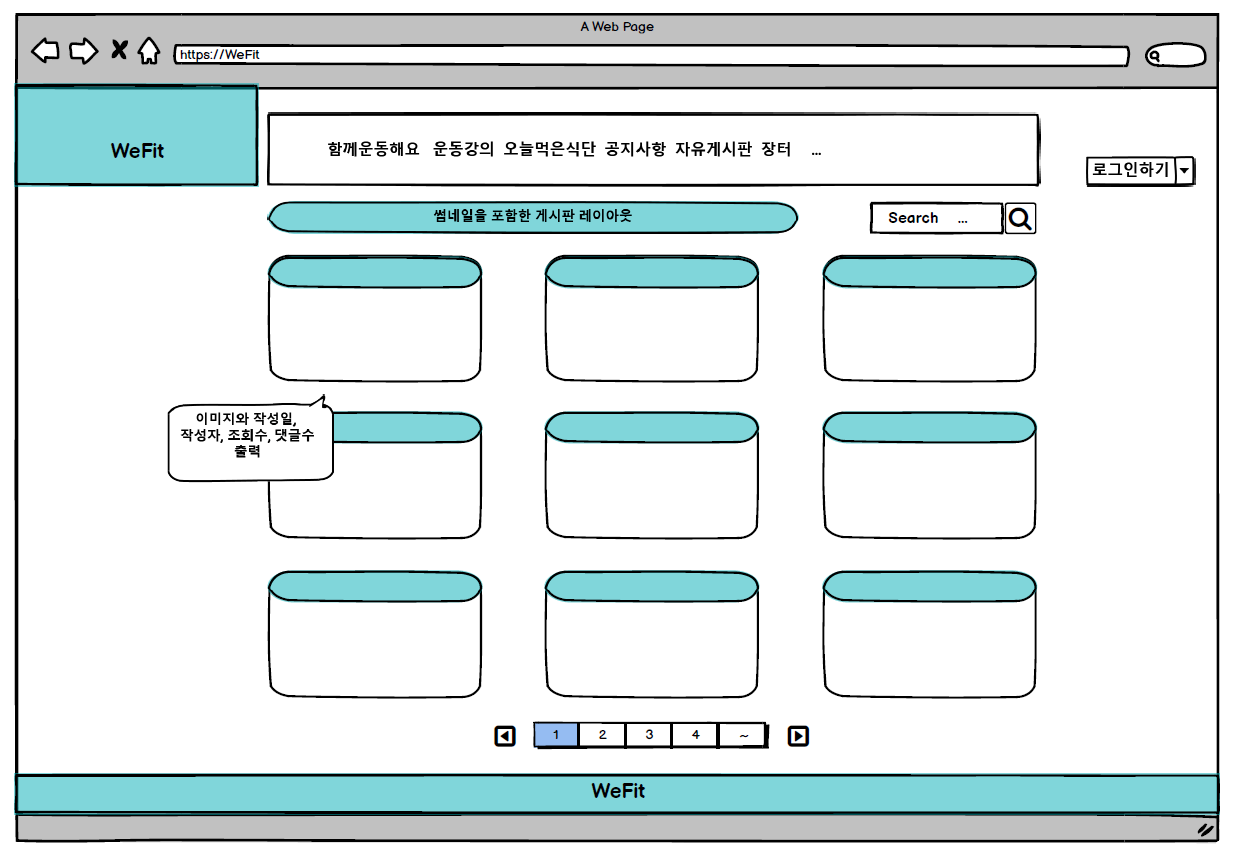 A Web Page
https://WeFit
WeFit
함께운동해요 운동강의 오늘먹은식단 공지사항 자유게시판 장터 ...
로그인하기
썸네일을 포함한 게시판 레이아웃
Search ...
이미지와 작성일,
작성자, 조회수, 댓글수
출력
1 2 3 4 ~
WeFit